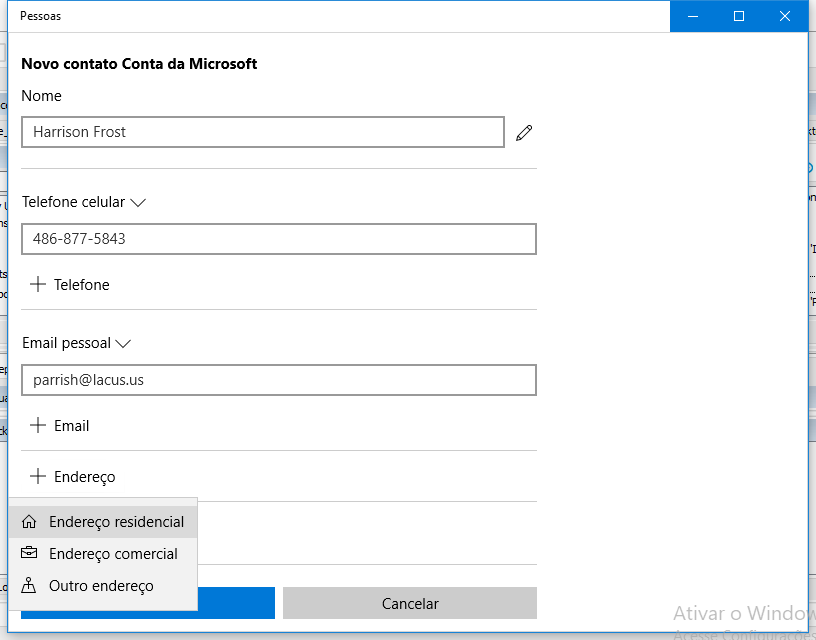 Pessoas
Novo contato Conta da Microsoft
Nome
Harrison Frost
Telefone celular
486-877-5843
Telefone
Email pessoal
parrish@lacus.us
Email
Endereço
Endereço residencial
Endereço comercial
Outro endereço
Cancelar
Ativar o Window
Acesse Configurações